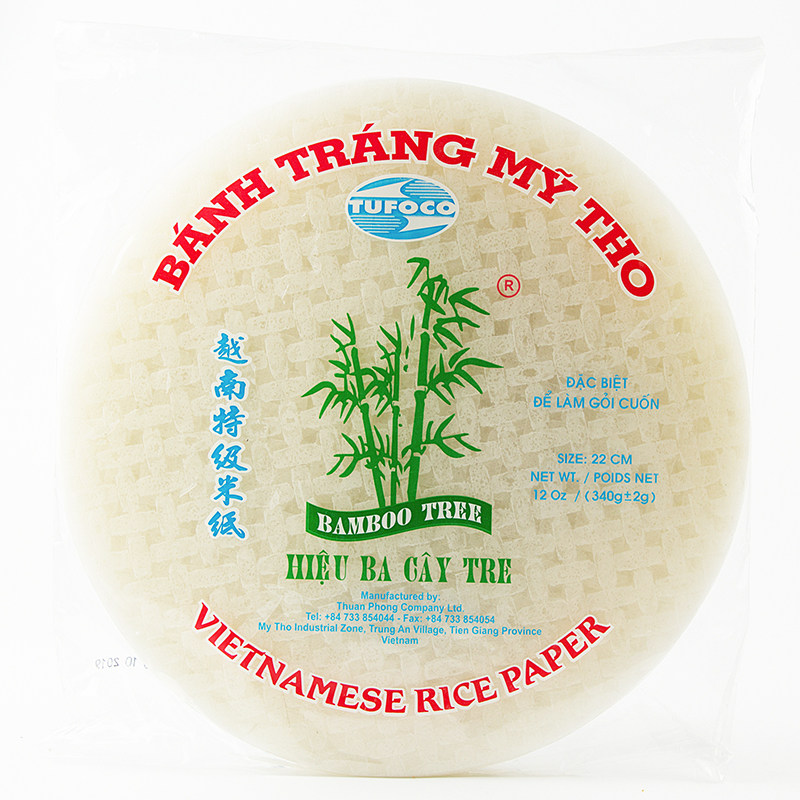 BÁNH TRÁNG MỸ THO
TUFOCO
®
越南特级米纸
ĐẶC BIỆT
ĐỂ LÀM GỎI CUỐN
SIZE: 22 CM
NET WT. / POIDS NET
12 Oz / (340g±2g)
BAMBOO TREE
HIỆU BA CÂY TRE
Manufactured by:
Thuan Phong Company Ltd.
Tel: +84 733 854044 - Fax: +84 733 854054
My Tho Industrial Zone, Trung An Village, Tien Giang Province
Vietnam
VIETNAMESE RICE PAPER
10 2019